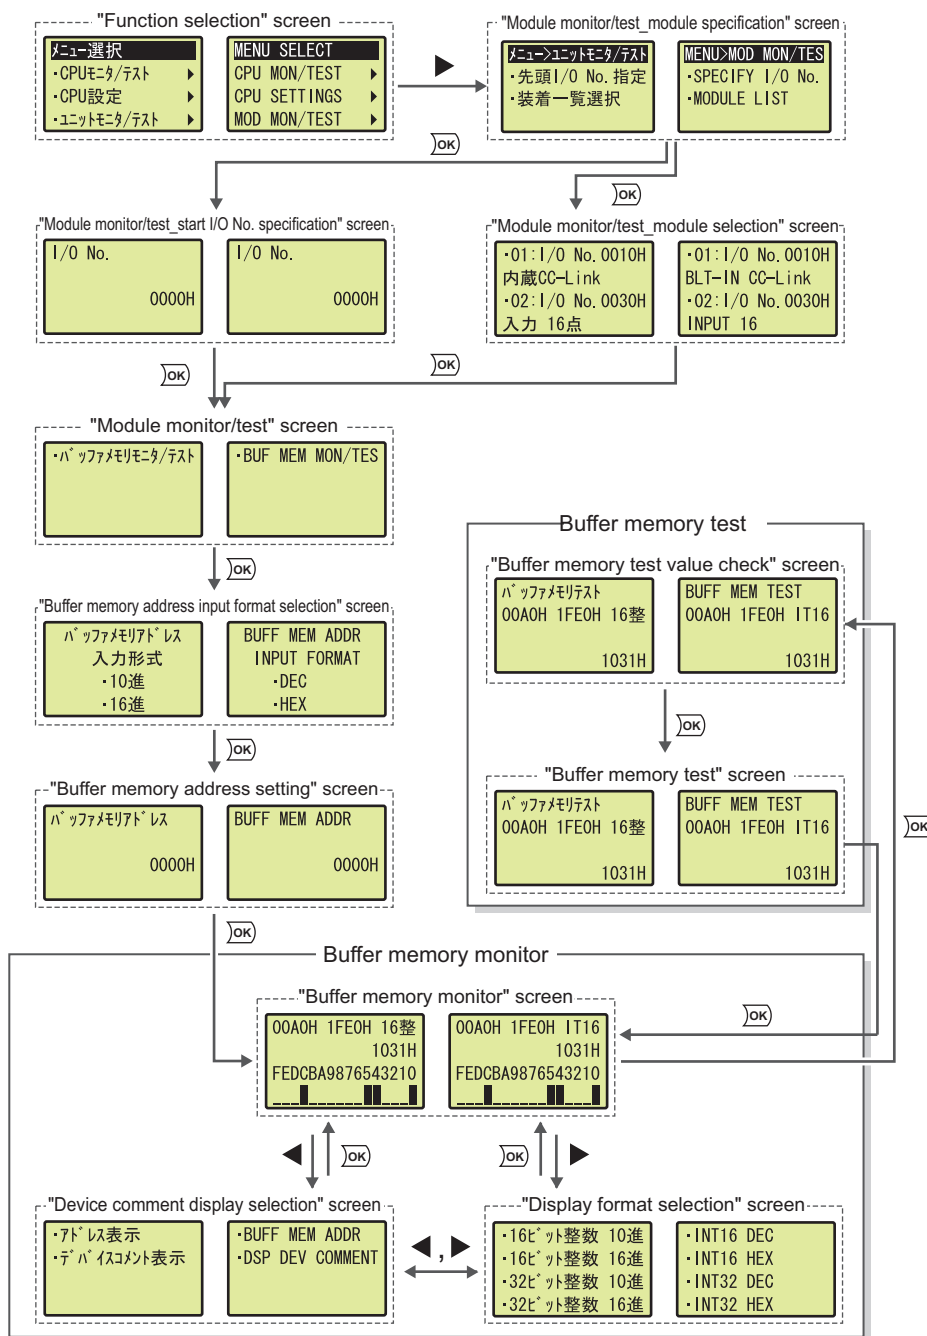 "Function selection" screen
メニュー選択
・CPUモニタ/テスト ▶
・CPU設定 ▶
・ユニットモニタ/テスト ▶
MENU SELECT
CPU MON/TEST ▶
CPU SETTINGS ▶
MOD MON/TEST ▶
"Module monitor/test_module specification" screen
メニュー>ユニットモニタ/テスト
・先頭I/O No.指定
・装着一覧選択
MENU>MOD MON/TES
・SPECIFY I/O No.
・MODULE LIST
OK
OK
"Module monitor/test_start I/O No. specification" screen
I/O No.
0000H
I/O No.
0000H
"Module monitor/test_module selection" screen
・01:I/O No.0010H
内蔵CC-Link
・02:I/O No.0030H
入力 16点
・01:I/O No.0010H
BLT-IN CC-Link
・02:I/O No.0030H
INPUT 16
OK
OK
"Module monitor/test" screen
・バッファメモリモニタ/テスト
・BUF MEM MON/TES
OK
"Buffer memory address input format selection" screen
バッファメモリアドレス
入力形式
・10進
・16進
BUFF MEM ADDR
INPUT FORMAT
・DEC
・HEX
OK
"Buffer memory address setting" screen
バッファメモリアドレス
0000H
BUFF MEM ADDR
0000H
OK
Buffer memory test
"Buffer memory test value check" screen
バッファメモリテスト
00A0H 1FE0H 16整
1031H
BUFF MEM TEST
00A0H 1FE0H IT16
1031H
OK
"Buffer memory test" screen
バッファメモリテスト
00A0H 1FE0H 16整
1031H
BUFF MEM TEST
00A0H 1FE0H IT16
1031H
OK
Buffer memory monitor
"Buffer memory monitor" screen
00A0H 1FE0H 16整
1031H
FEDCBA9876543210
00A0H 1FE0H IT16
1031H
FEDCBA9876543210
OK
OK
OK
"Device comment display selection" screen
・アドレス表示
・デバイスコメント表示
・BUFF MEM ADDR
・DSP DEV COMMENT
◀ , ▶
"Display format selection" screen
・16ビット整数 10進
・16ビット整数 16進
・32ビット整数 10進
・32ビット整数 16進
・INT16 DEC
・INT16 HEX
・INT32 DEC
・INT32 HEX